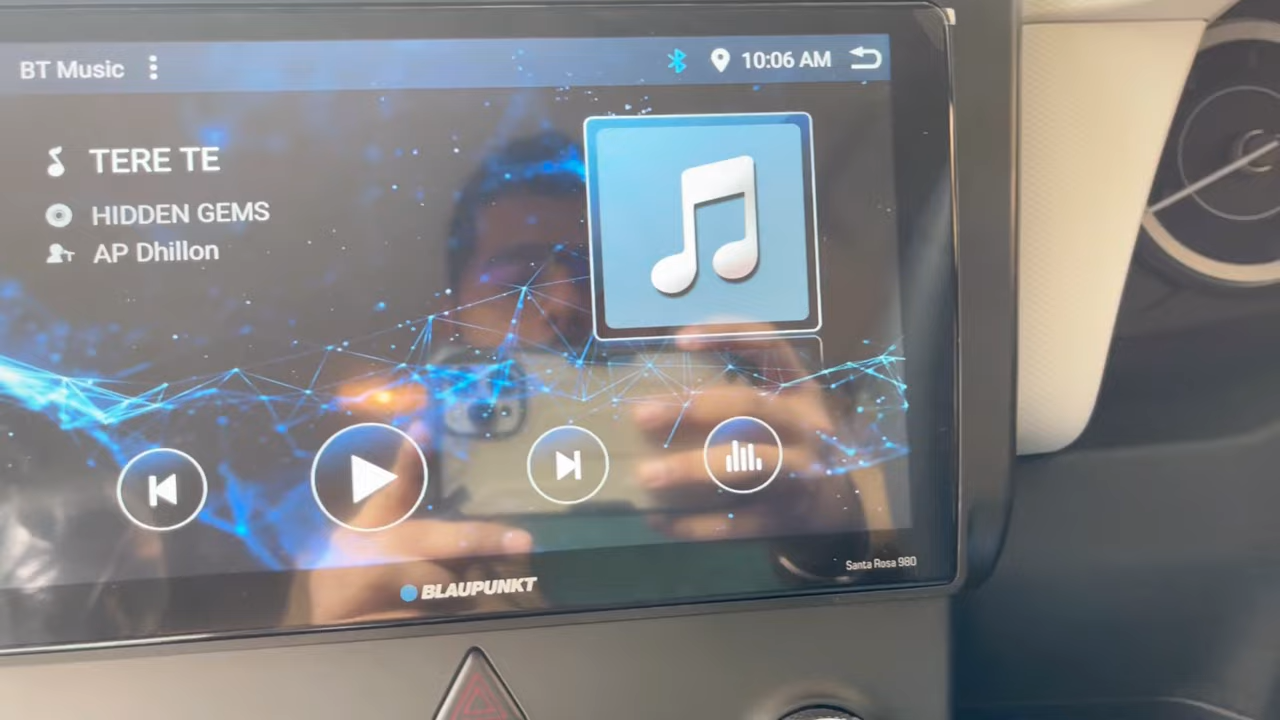 BT Music
10:06 AM
TERE TE
HIDDEN GEMS
AP Dhillon
Santa Rosa 980
BLAUPUNKT